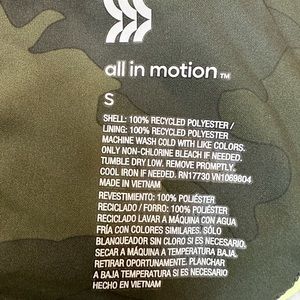 all in motion™
S
SHELL: 100% RECYCLED POLYESTER /
LINING: 100% RECYCLED POLYESTER
MACHINE WASH COLD WITH LIKE COLORS.
ONLY NON-CHLORINE BLEACH IF NEEDED.
TUMBLE DRY LOW. REMOVE PROMPTLY.
COOL IRON IF NEEDED. RN17730 VN1069804
MADE IN VIETNAM
REVESTIMIENTO: 100% POLIÉSTER
RECICLADO / FORRO: 100% POLIÉSTER
RECICLADO LAVAR A MÁQUINA CON AGUA
FRÍA CON COLORES SIMILARES. SÓLO
BLANQUEADOR SIN CLORO SI ES NECESARIO.
SECAR A MÁQUINA A TEMPERATURA BAJA.
RETIRAR OPORTUNAMENTE. PLANCHAR
A BAJA TEMPERATURA SI ES NECESARIO.
HECHO EN VIETNAM